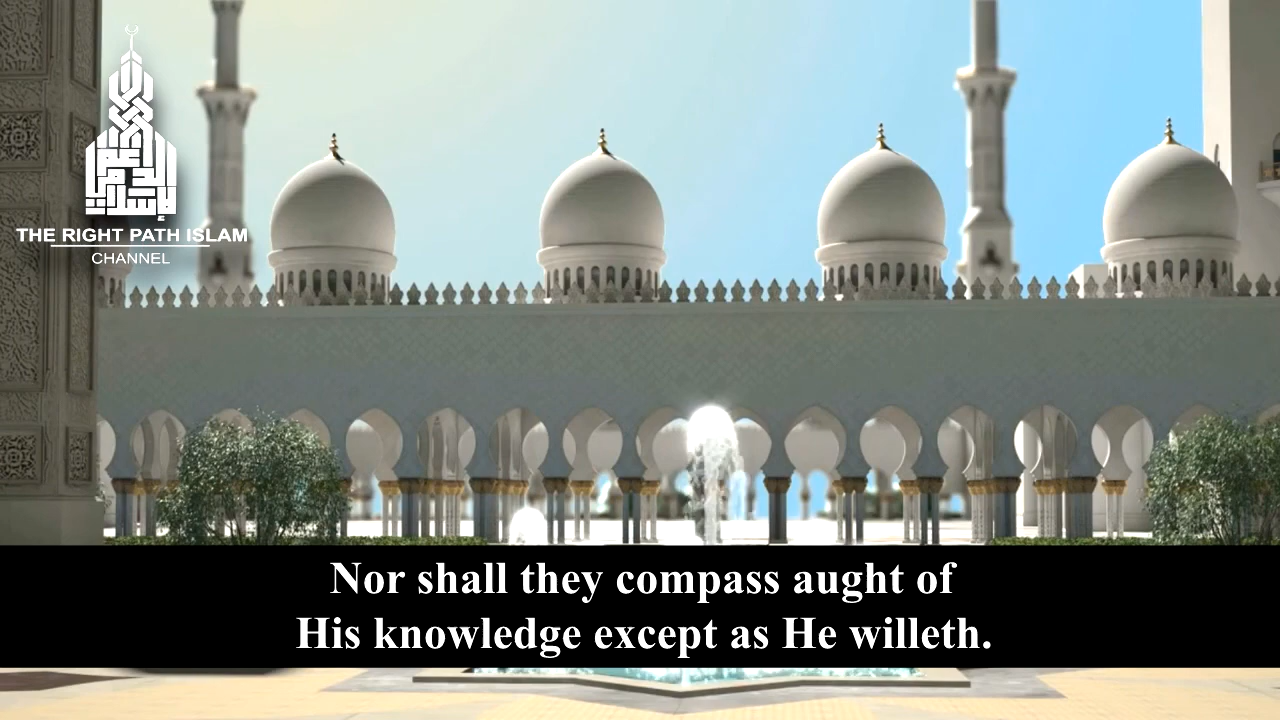 THE RIGHT PATH ISLAM
CHANNEL
Nor shall they compass aught of
His knowledge except as He willeth.